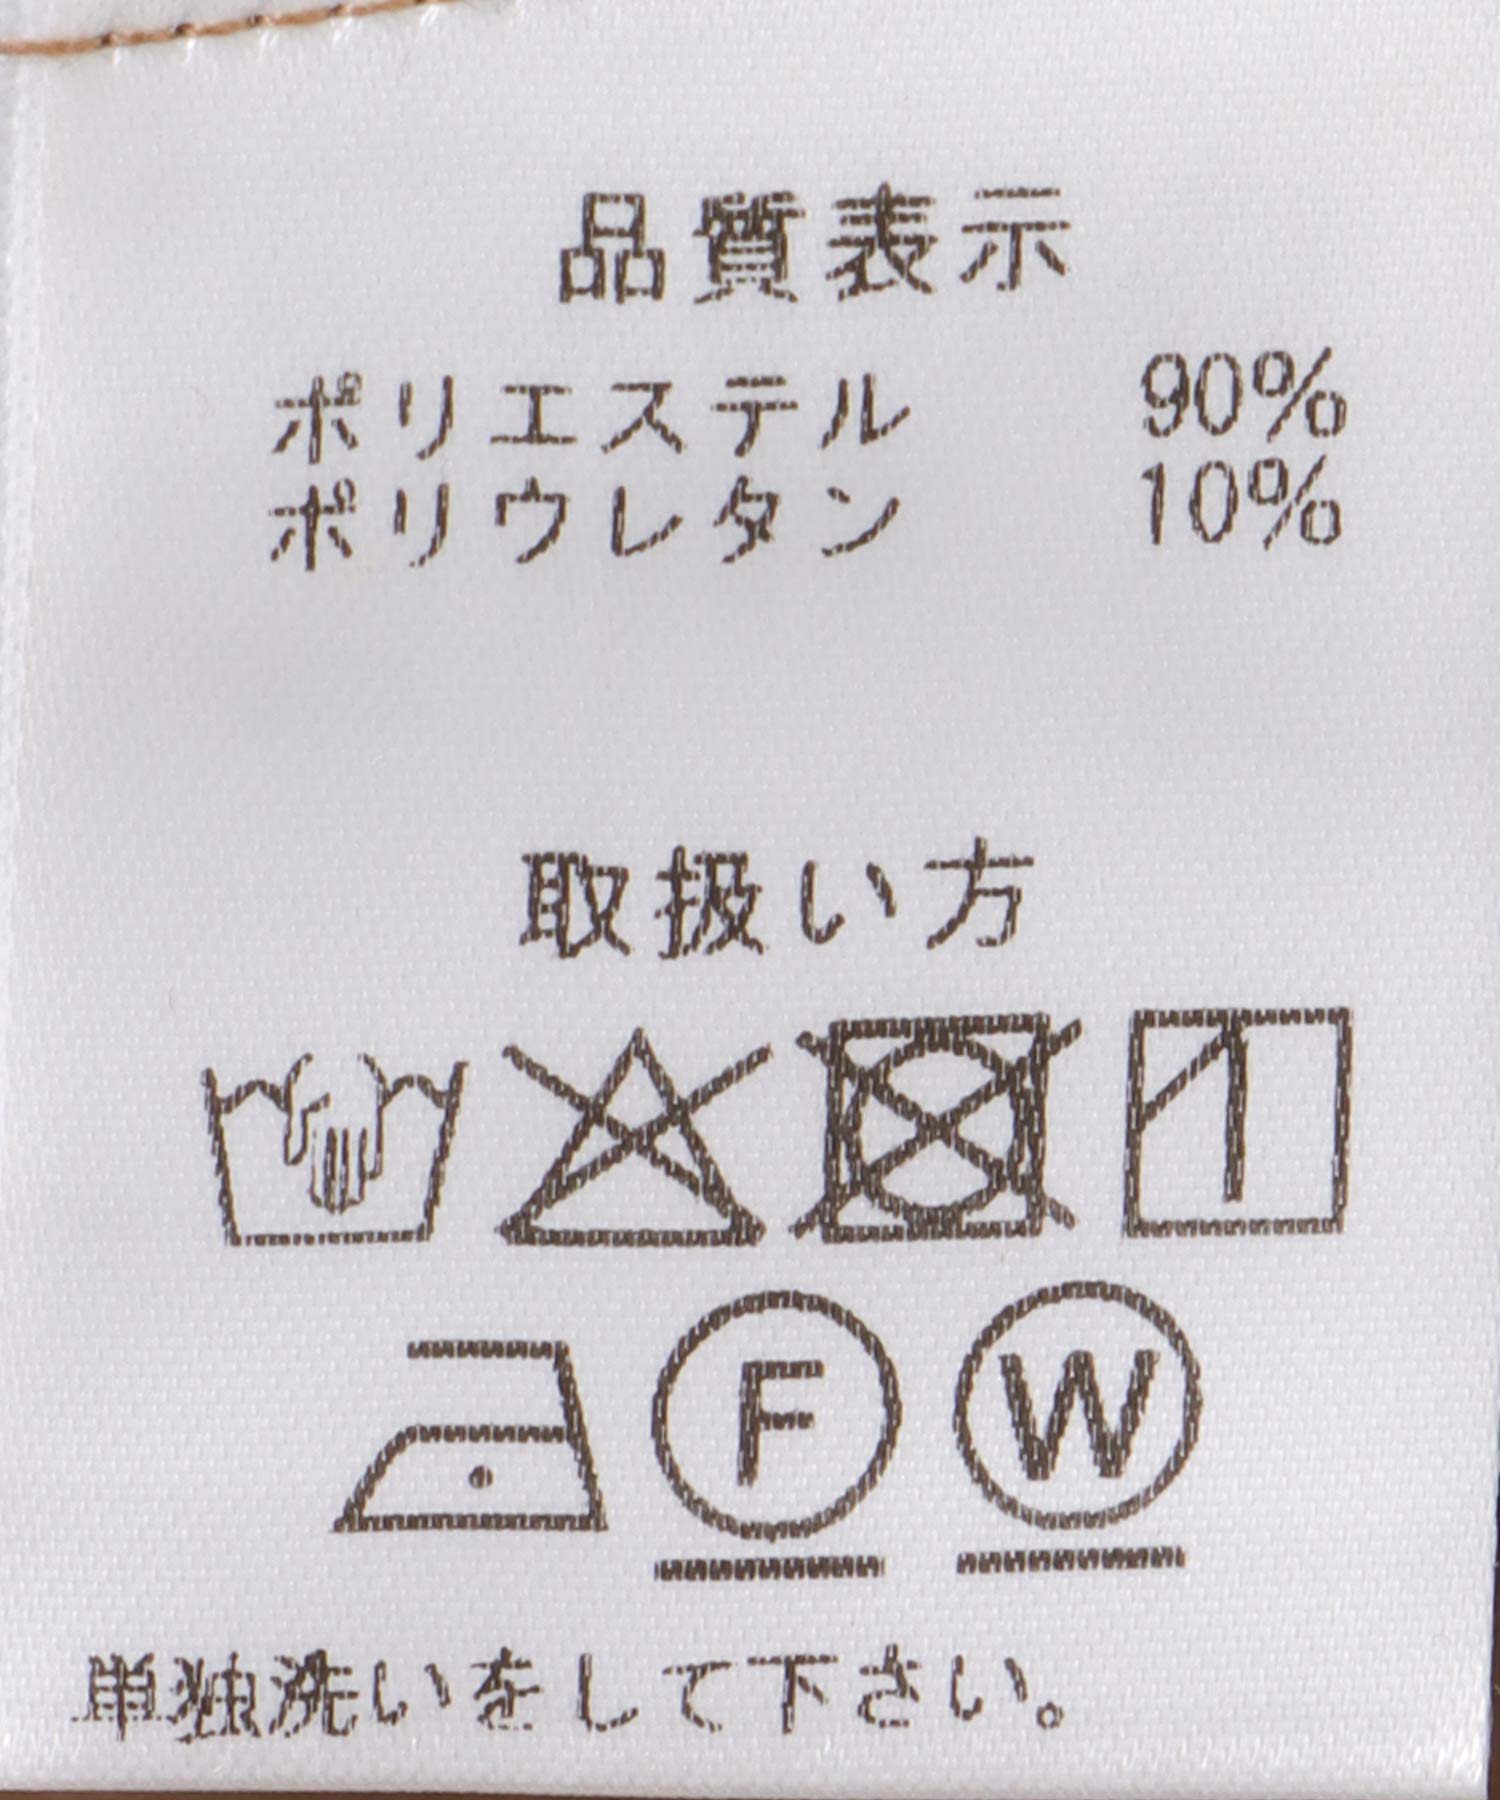 品質表示
ポリエステル 90%
ポリウレタン 10%
取扱い方
F W
単独洗いをして下さい。